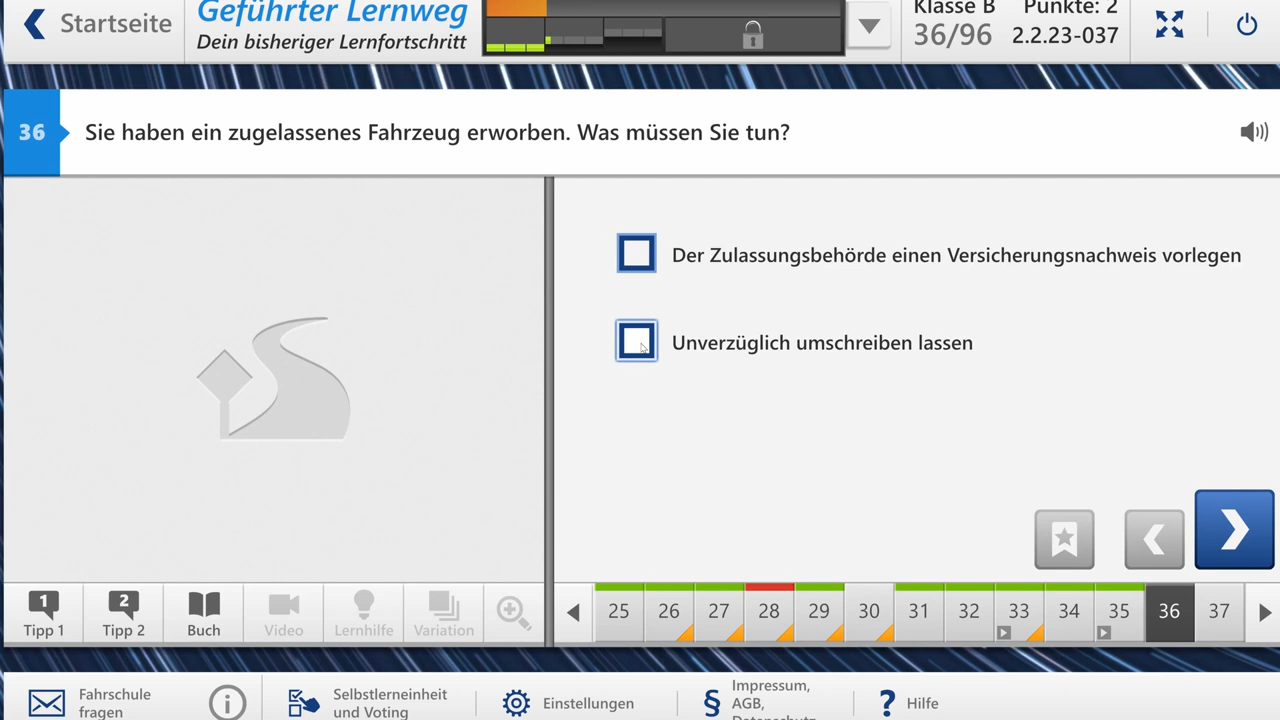 Startseite
Geführter Lernweg
Dein bisheriger Lernfortschritt
Klasse B
36/96
Punkte: 2
2.2.23-037
36
Sie haben ein zugelassenes Fahrzeug erworben. Was müssen Sie tun?
Der Zulassungsbehörde einen Versicherungsnachweis vorlegen
Unverzüglich umschreiben lassen
1
Tipp 1
2
Tipp 2
Buch
Video
Lernhilfe
Variation
25 26 27 28 29 30 31 32 33 34 35 36 37
Fahrschule
fragen
Selbstlerneinheit
und Voting
Einstellungen
§
Impressum,
AGB,
Datenschutz
?
Hilfe